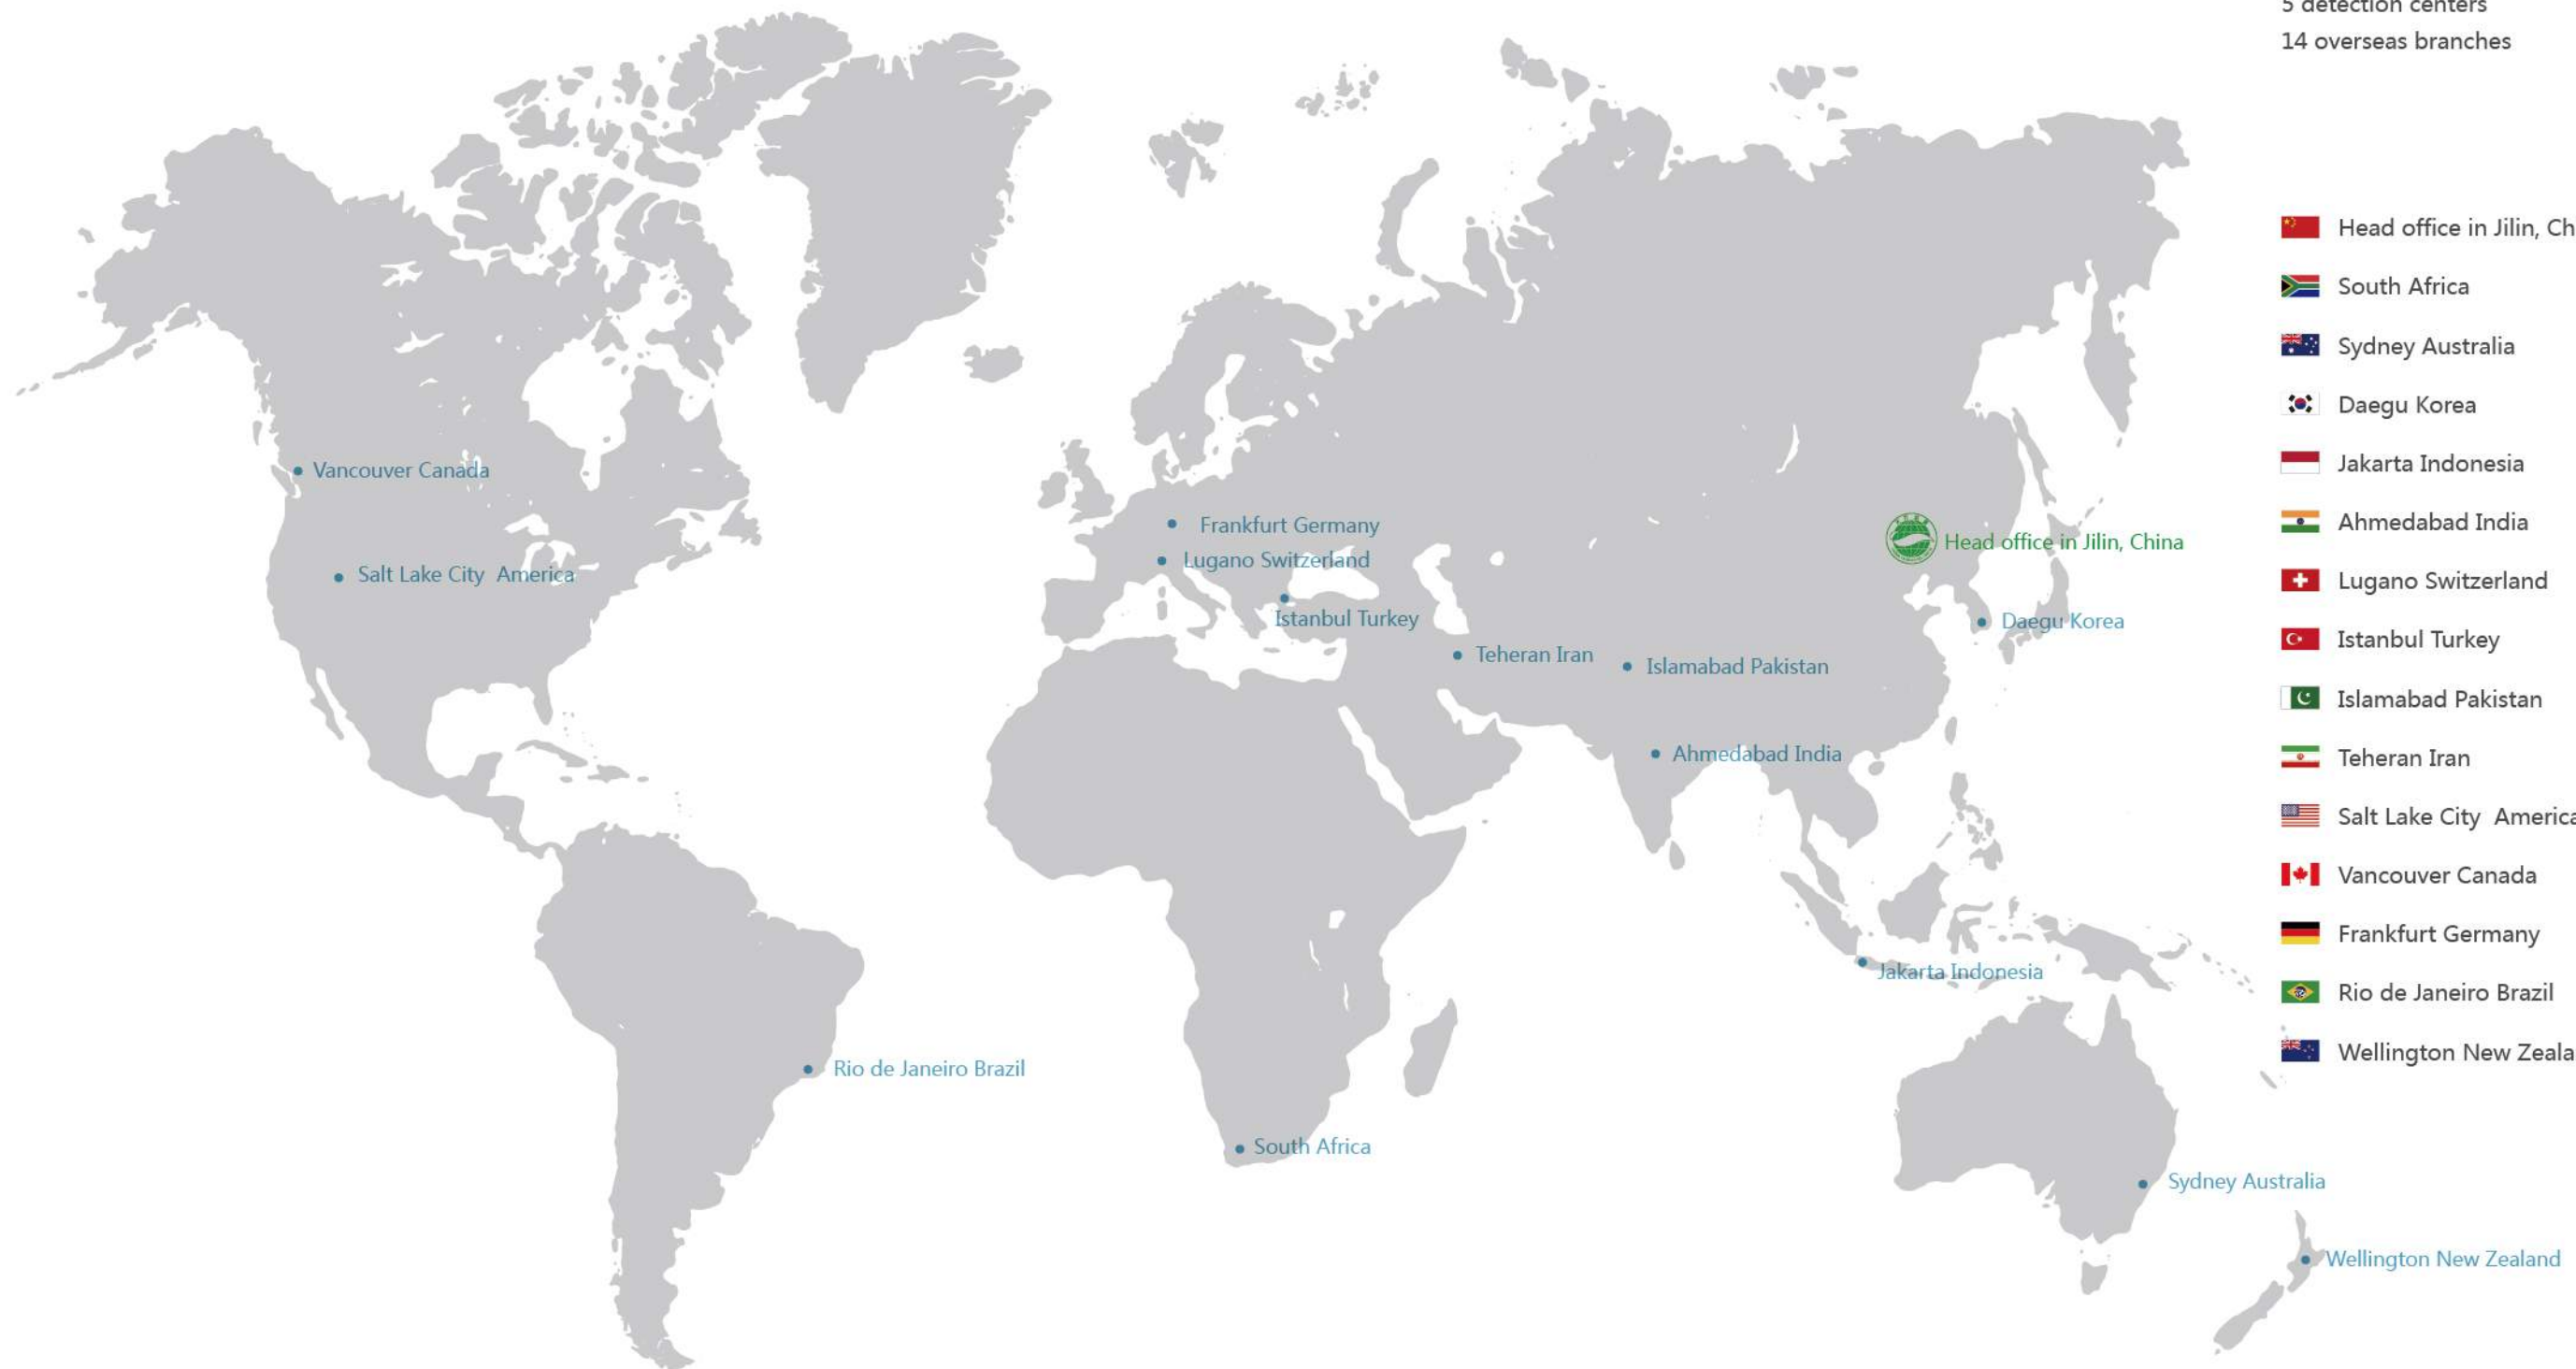 5 detection centers
14 overseas branches
Head office in Jilin, Ch
South Africa
Sydney Australia
Daegu Korea
Jakarta Indonesia
Ahmedabad India
Lugano Switzerland
Istanbul Turkey
Islamabad Pakistan
Teheran Iran
Salt Lake City America
Vancouver Canada
Frankfurt Germany
Rio de Janeiro Brazil
Wellington New Zeala
Vancouver Canada
Salt Lake City America
Frankfurt Germany
Lugano Switzerland
Istanbul Turkey
Teheran Iran
Islamabad Pakistan
Ahmedabad India
Head office in Jilin, China
Daegu Korea
Jakarta Indonesia
Rio de Janeiro Brazil
South Africa
Sydney Australia
Wellington New Zealand